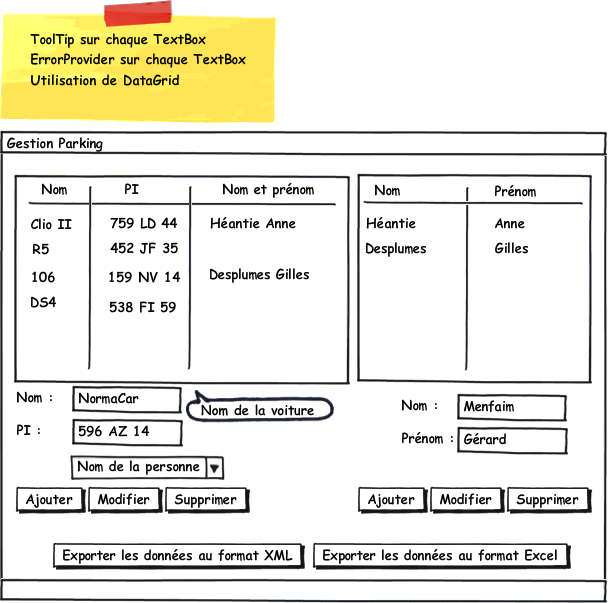 ToolTip sur chaque TextBox
ErrorProvider sur chaque TextBox
Utilisation de DataGrid
Gestion Parking
Nom PI Nom et prénom
Clio II 759 LD 44 Héantie Anne
R5 452 JF 35
106 159 NV 14 Desplumes Gilles
DS4 538 FI 59
Nom Prénom
Héantie Anne
Desplumes Gilles
Nom : NormaCar
Nom de la voiture
PI : 596 AZ 14
Nom de la personne
Ajouter Modifier Supprimer
Nom : Menfaim
Prénom : Gérard
Ajouter Modifier Supprimer
Exporter les données au format XML Exporter les données au format Excel